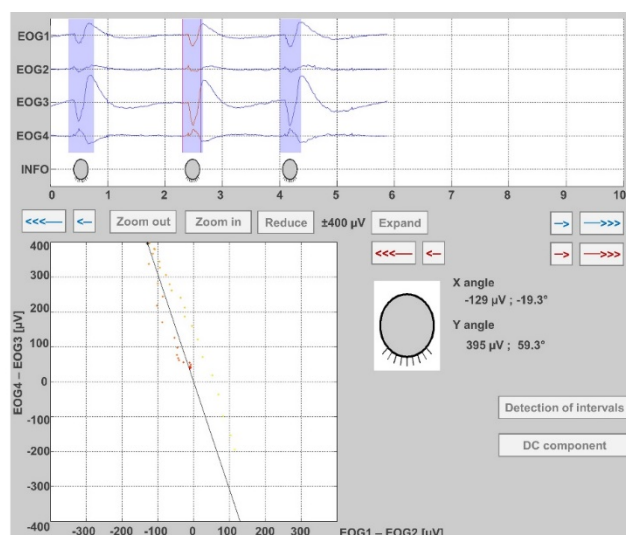 EOG1
EOG2
EOG3
EOG4
INFO
0 1 2 3 4 5 6 7 8 9 10
<<<— <– Zoom out Zoom in Reduce ±400 µV Expand –> —>>>
<<<— <– –> —>>>
400
300
200
100
0
-100
-200
-300
-400
EOG4 – EOG3 [µV]
-300 -200 -100 0 100 200 300
EOG1 – EOG2 [µV]
X angle
-129 µV ; -19.3°
Y angle
395 µV ; 59.3°
Detection of intervals
DC component